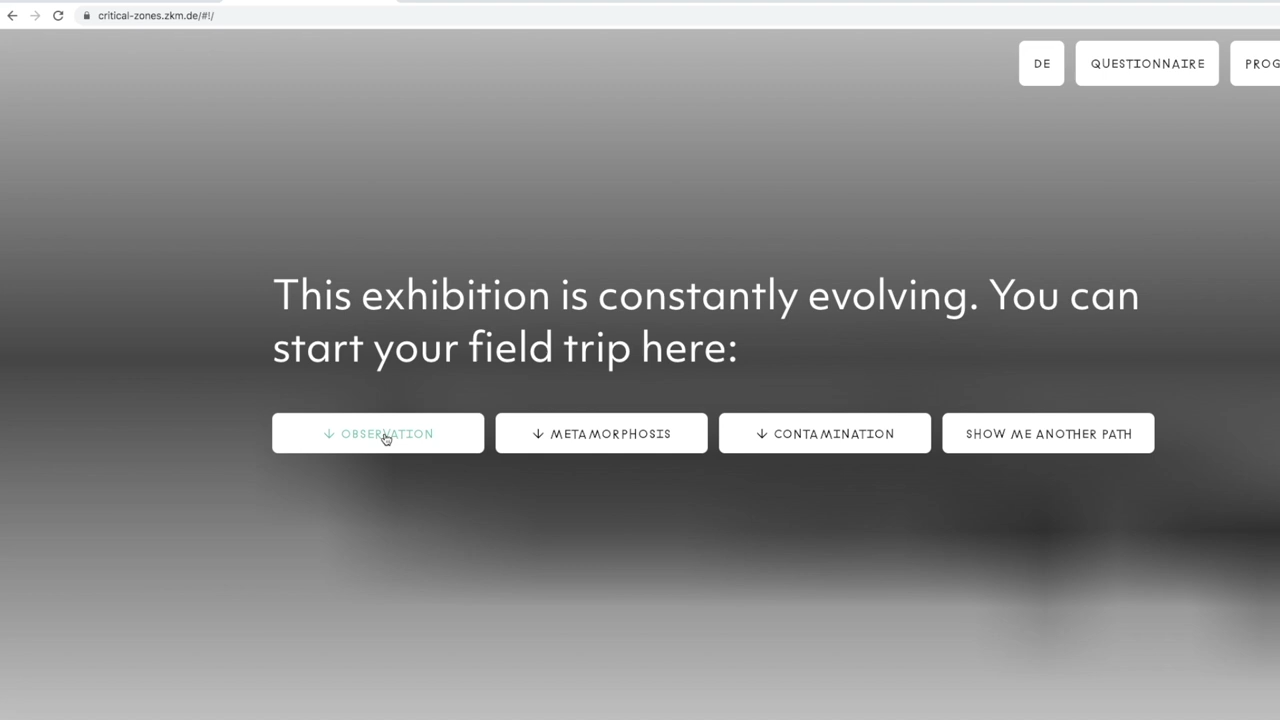 critical-zones.zkm.de/#!/
DE
QUESTIONNAIRE
This exhibition is constantly evolving. You can
start your field trip here:
↓ OBSERVATION
↓ METAMORPHOSIS
↓ CONTAMINATION
SHOW ME ANOTHER PATH